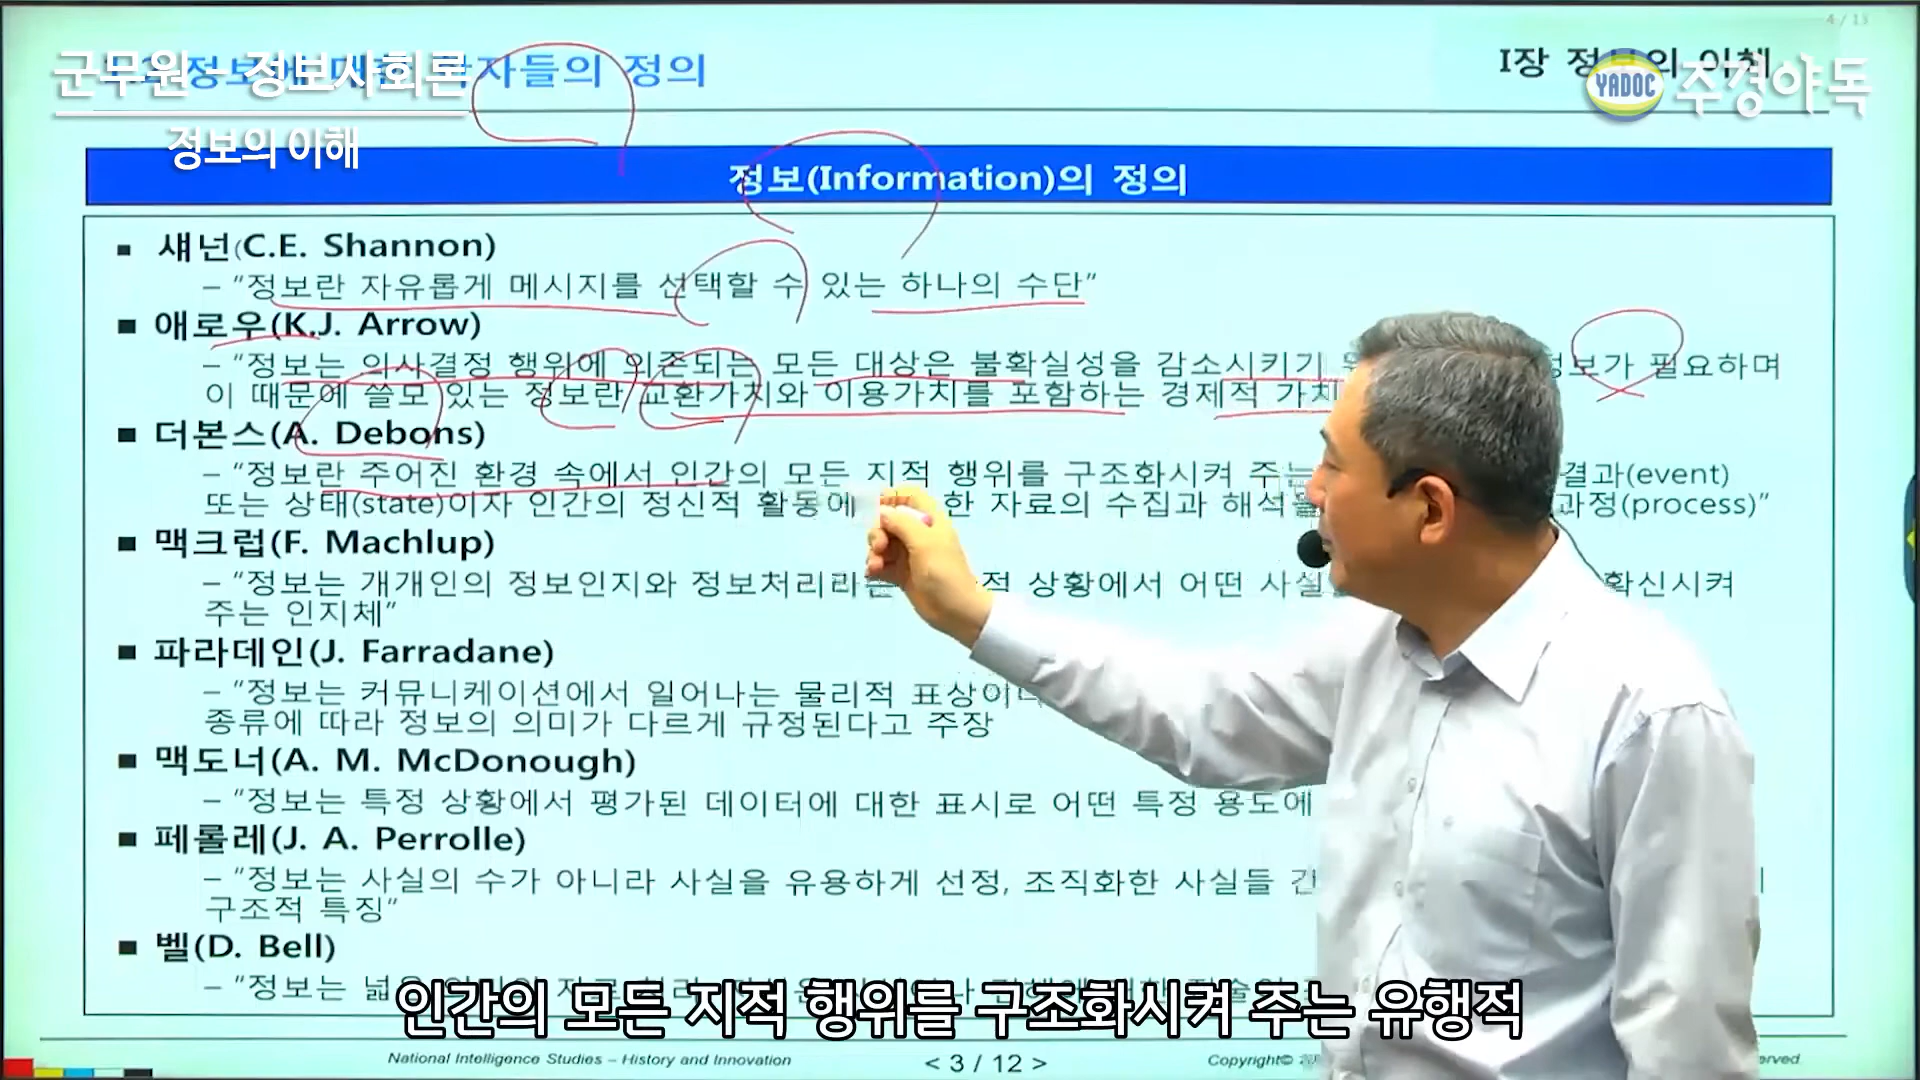 4 / 13
군무원 - 정보사회론
자들의 정의
I장 정보의 이해
YADOC 주경야독
정보의 이해
정보(Information)의 정의
▪ 섀넌(C.E. Shannon)
– “정보란 자유롭게 메시지를 선택할 수 있는 하나의 수단”
▪ 애로우(K.J. Arrow)
– “정보는 의사결정 행위에 의존되는 모든 대상은 불확실성을 감소시키기 정보가 필요하며
이 때문에 쓸모 있는 정보란 교환가치와 이용가치를 포함하는 경제적 가치
▪ 더본스(A. Debons)
– “정보란 주어진 환경 속에서 인간의 모든 지적 행위를 구조화시켜 주는 결과(event)
또는 상태(state)이자 인간의 정신적 활동에 한 자료의 수집과 해석을 과정(process)”
▪ 맥크럽(F. Machlup)
– “정보는 개개인의 정보인지와 정보처리라는 적 상황에서 어떤 사실 확신시켜
주는 인지체”
▪ 파라데인(J. Farradane)
– “정보는 커뮤니케이션에서 일어나는 물리적 표상이
종류에 따라 정보의 의미가 다르게 규정된다고 주장
▪ 맥도너(A. M. McDonough)
– “정보는 특정 상황에서 평가된 데이터에 대한 표시로 어떤 특정 용도에
▪ 페롤레(J. A. Perrolle)
– “정보는 사실의 수가 아니라 사실을 유용하게 선정, 조직화한 사실들 간
구조적 특징”
▪ 벨(D. Bell)
– “정보는 넓은
인간의 모든 지적 행위를 구조화시켜 주는 유행적
National Intelligence Studies – History and Innovation
< 3 / 12 >
Copyright©